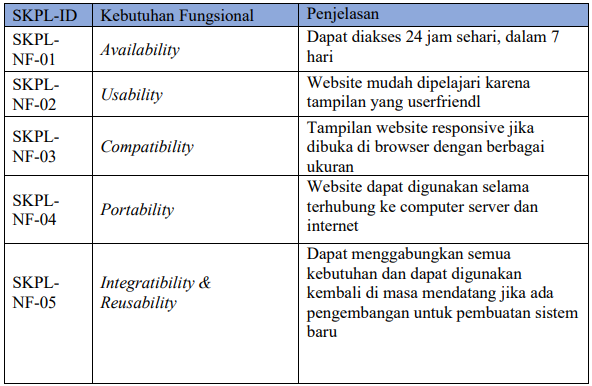 SKPL-ID Kebutuhan Fungsional Penjelasan
SKPL-NF-01 Availability Dapat diakses 24 jam sehari, dalam 7 hari
SKPL-NF-02 Usability Website mudah dipelajari karena tampilan yang userfriendl
SKPL-NF-03 Compatibility Tampilan website responsive jika dibuka di browser dengan berbagai ukuran
SKPL-NF-04 Portability Website dapat digunakan selama terhubung ke computer server dan internet
SKPL-NF-05 Integratibility & Reusability Dapat menggabungkan semua kebutuhan dan dapat digunakan kembali di masa mendatang jika ada pengembangan untuk pembuatan sistem baru